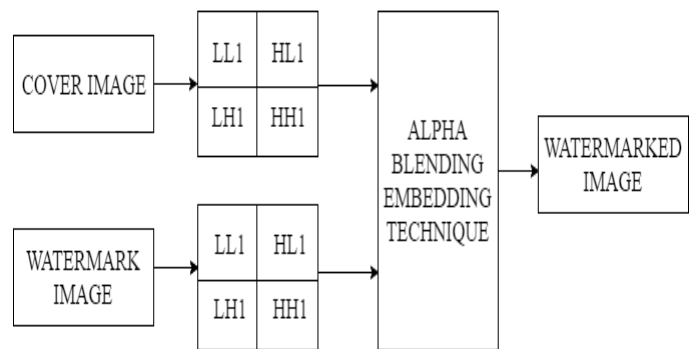 COVER IMAGE
LL1 HL1
LH1 HH1
WATERMARK
IMAGE
LL1 HL1
LH1 HH1
ALPHA
BLENDING
EMBEDDING
TECHNIQUE
WATERMARKED
IMAGE